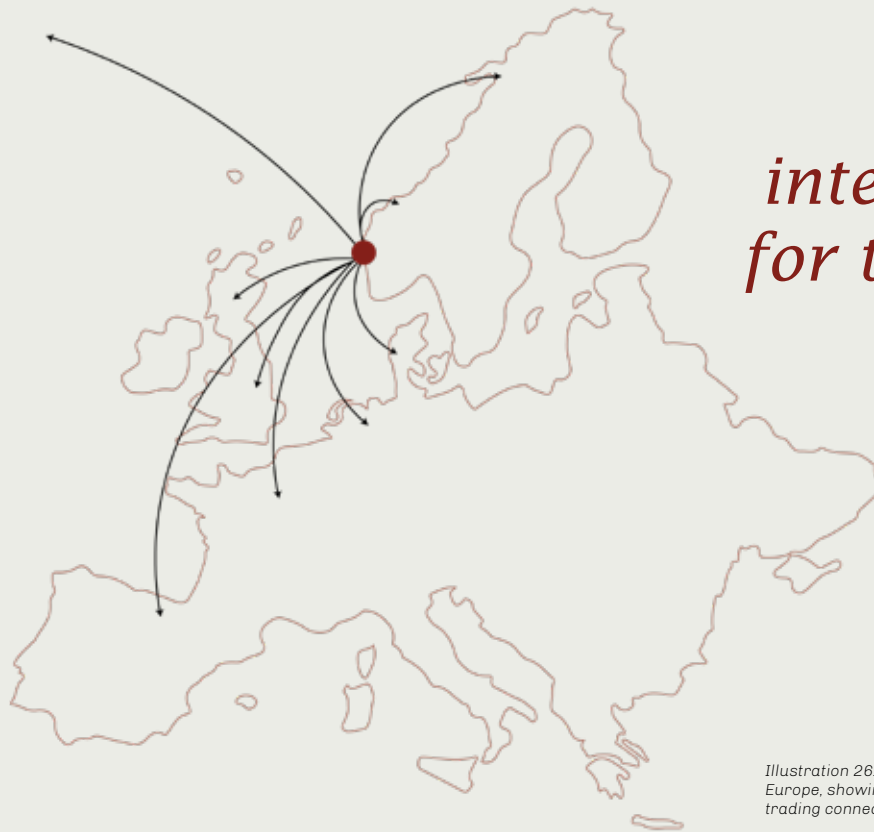 inte
for t
Illustration 26
Europe, showi
trading connec